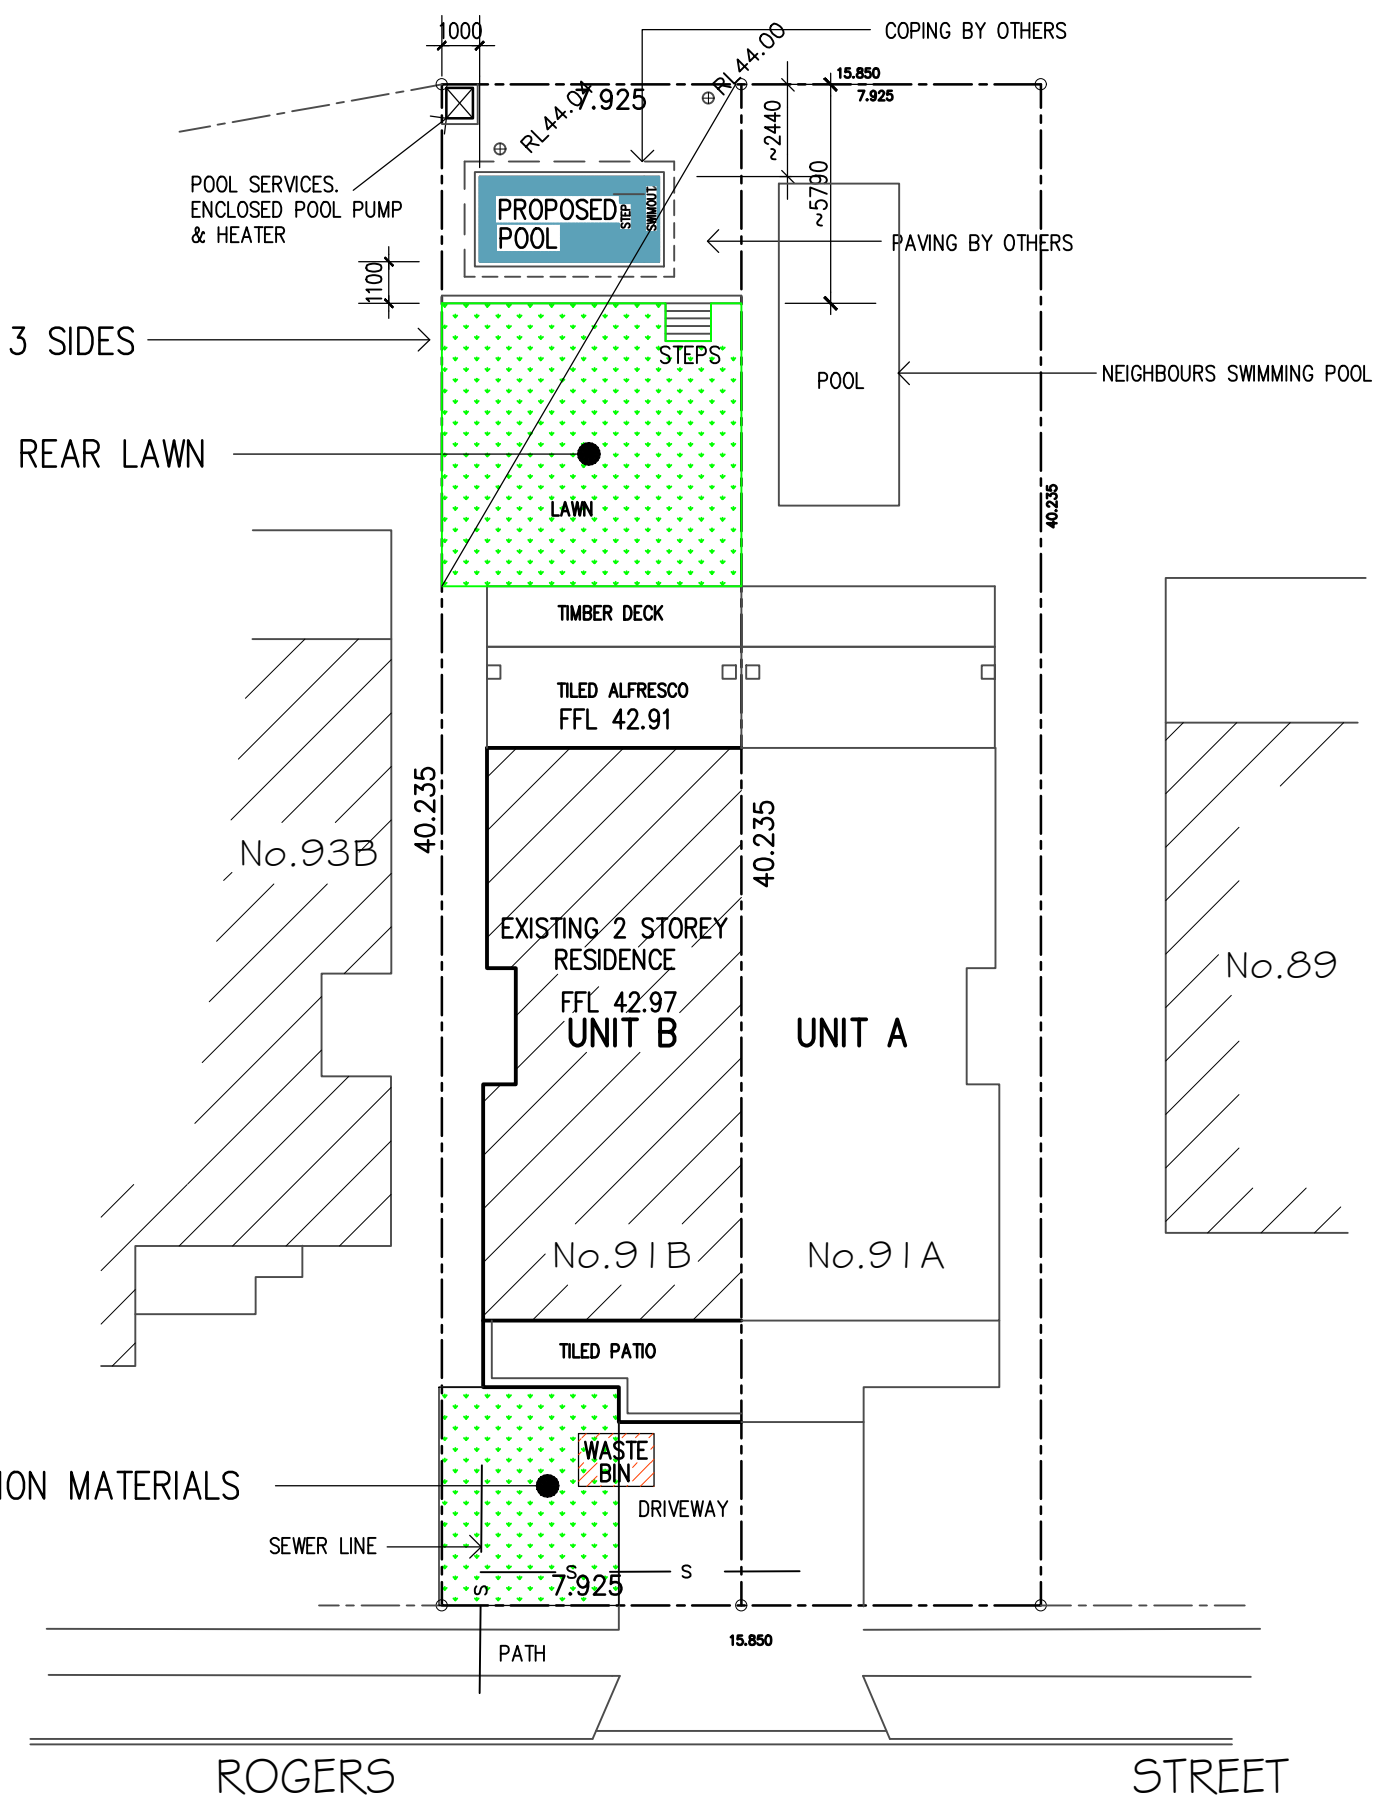 1000
COPING BY OTHERS
15.850
7.925
7.925
RL44.04
RL44.00
~2440
~5790
POOL SERVICES.
ENCLOSED POOL PUMP
& HEATER
PROPOSED
POOL
STEP
SWIMOUT
PAVING BY OTHERS
1100
3 SIDES
STEPS
POOL
NEIGHBOURS SWIMMING POOL
REAR LAWN
LAWN
40.235
TIMBER DECK
TILED ALFRESCO
FFL 42.91
40.235
40.235
No.93B
EXISTING 2 STOREY
RESIDENCE
FFL 42.97
UNIT B
UNIT A
No.89
No.91B
No.91A
TILED PATIO
WASTE
BIN
ION MATERIALS
DRIVEWAY
SEWER LINE
S
S
S
7.925
15.850
PATH
ROGERS STREET